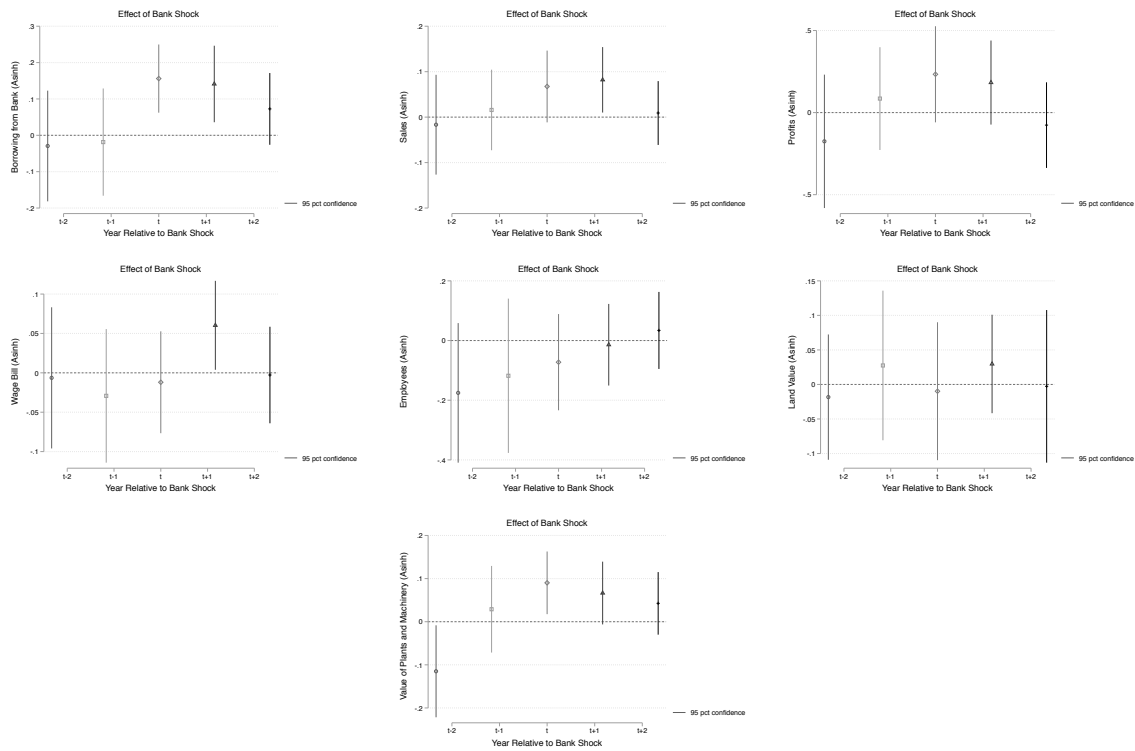 Effect of Bank Shock
Borrowing from Bank (Asinh)
.3
.2
.1
0
-.1
-.2
t-2 t-1 t t+1 t+2
Year Relative to Bank Shock
95 pct confidence
Effect of Bank Shock
Sales (Asinh)
.2
.1
0
-.1
-.2
t-2 t-1 t t+1 t+2
Year Relative to Bank Shock
95 pct confidence
Effect of Bank Shock
Profits (Asinh)
.5
0
-.5
t-2 t-1 t t+1 t+2
Year Relative to Bank Shock
95 pct confidence
Effect of Bank Shock
Wage Bill (Asinh)
.1
.05
0
-.05
-.1
t-2 t-1 t t+1 t+2
Year Relative to Bank Shock
95 pct confidence
Effect of Bank Shock
Employees (Asinh)
.2
0
-.2
-.4
t-2 t-1 t t+1 t+2
Year Relative to Bank Shock
95 pct confidence
Effect of Bank Shock
Land Value (Asinh)
.15
.1
.05
0
-.05
-.1
t-2 t-1 t t+1 t+2
Year Relative to Bank Shock
95 pct confidence
Effect of Bank Shock
Value of Plants and Machinery (Asinh)
.2
.1
0
-.1
-.2
t-2 t-1 t t+1 t+2
Year Relative to Bank Shock
95 pct confidence